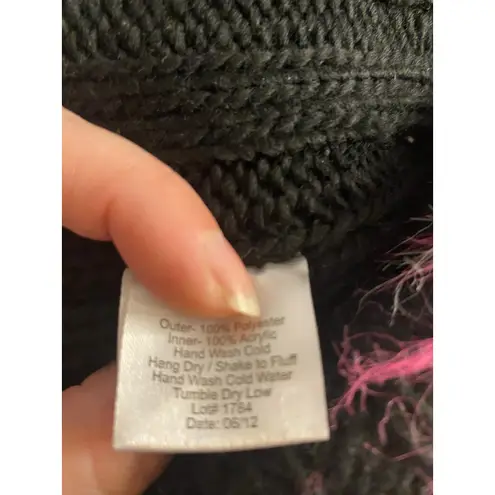 Outer- 100% Polyester
Inner- 100% Acrylic
Hand Wash Cold
Hang Dry / Shake to Fluff
Hand Wash Cold Water
Tumble Dry Low
Lot# 1784
Date: 06/12